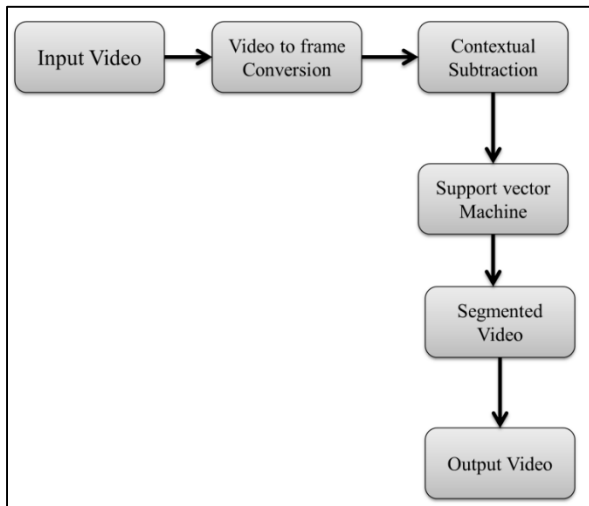 Input Video
Video to frame
Conversion
Contextual
Subtraction
Support vector
Machine
Segmented
Video
Output Video